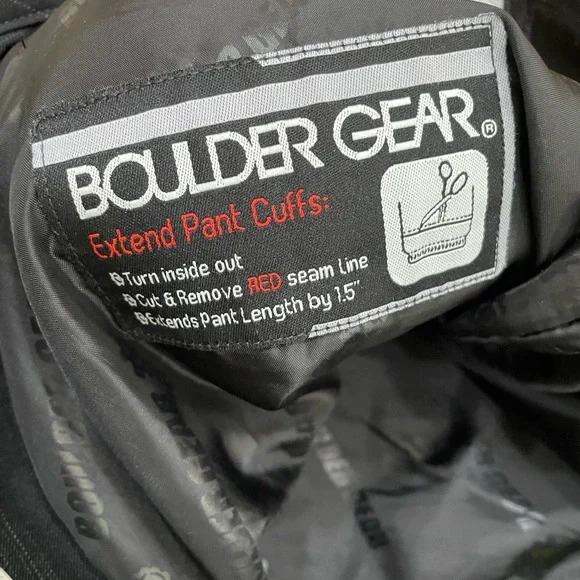 BOULDER GEAR®
Extend Pant Cuffs:
Turn inside out
Cut & Remove RED seam line
Extends Pant Length by 1.5"